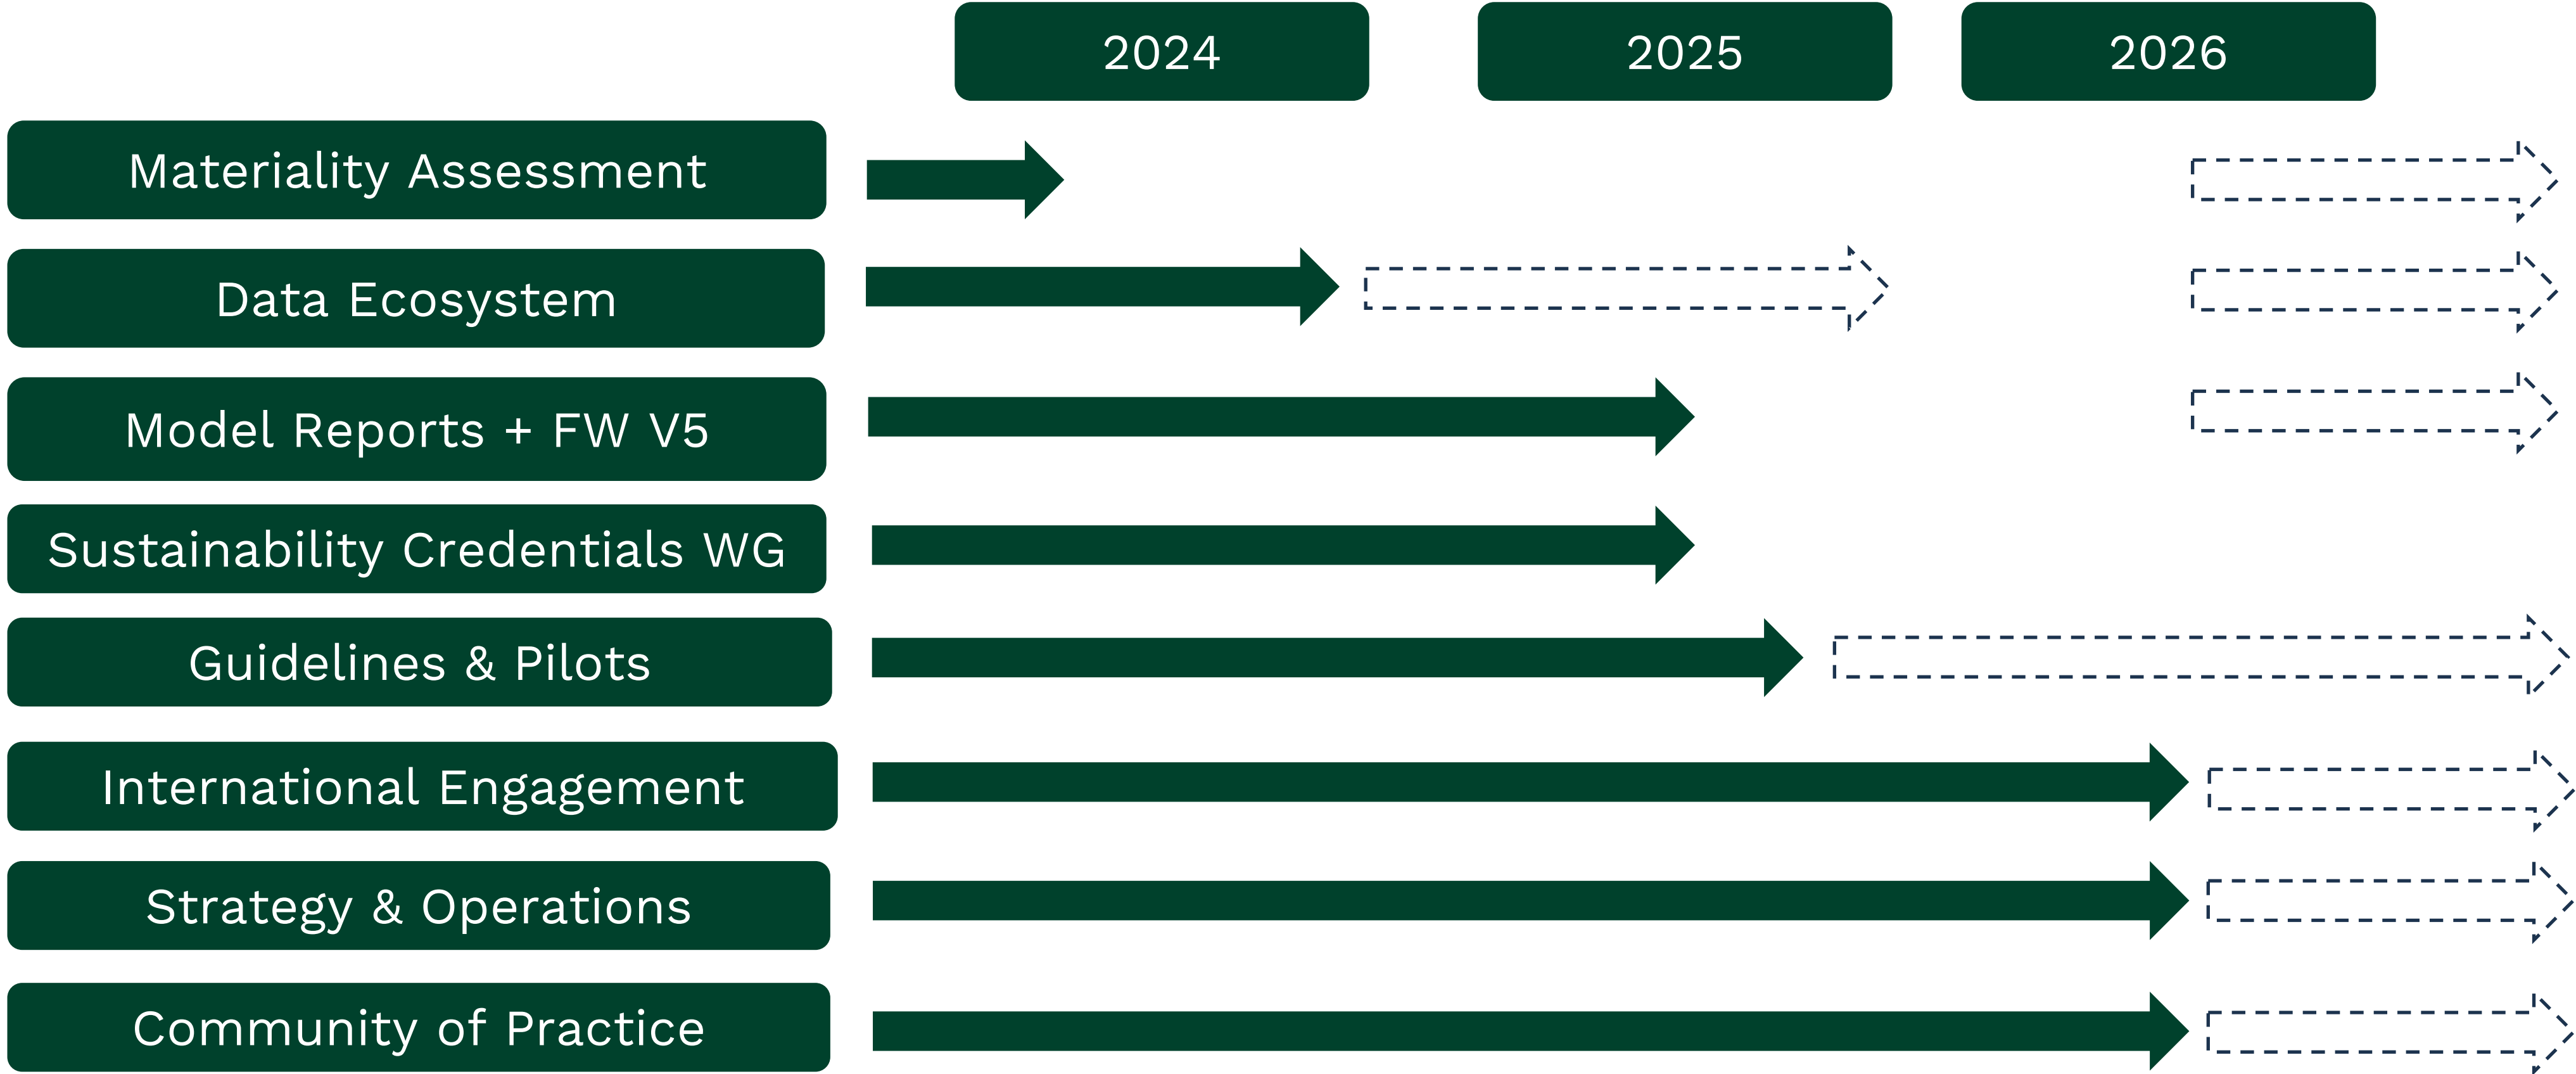 2024
2025
2026
Materiality Assessment
Data Ecosystem
Model Reports + FW V5
Sustainability Credentials WG
Guidelines & Pilots
International Engagement
Strategy & Operations
Community of Practice